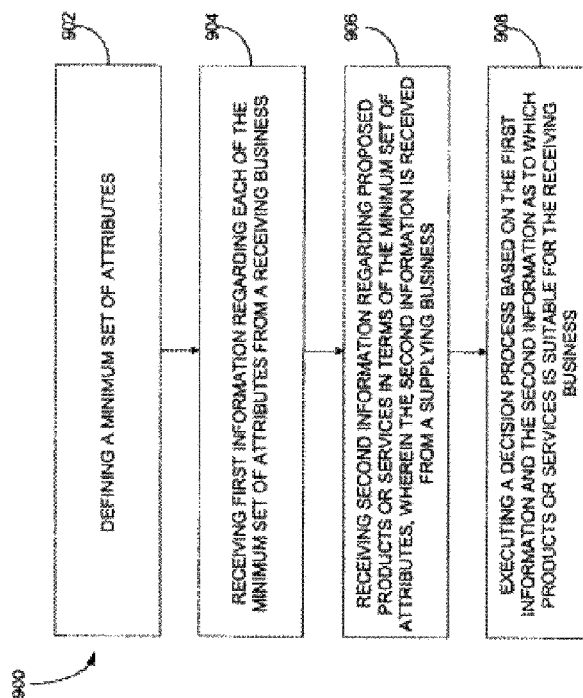 900
902
DEFINING A MINIMUM SET OF ATTRIBUTES
904
RECEIVING FIRST INFORMATION REGARDING EACH OF THE
MINIMUM SET OF ATTRIBUTES FROM A RECEIVING BUSINESS
906
RECEIVING SECOND INFORMATION REGARDING PROPOSED
PRODUCTS OR SERVICES IN TERMS OF THE MINIMUM SET OF
ATTRIBUTES, WHEREIN THE SECOND INFORMATION IS RECEIVED
FROM A SUPPLYING BUSINESS
908
EXECUTING A DECISION PROCESS BASED ON THE FIRST
INFORMATION AND THE SECOND INFORMATION AS TO WHICH
PRODUCTS OR SERVICES IS SUITABLE FOR THE RECEIVING
BUSINESS